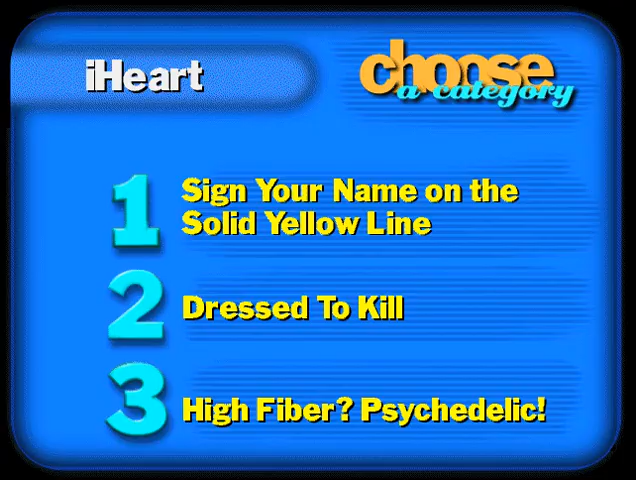 iHeart
choose
a category
1
Sign Your Name on the
Solid Yellow Line
2
Dressed To Kill
3
High Fiber? Psychedelic!